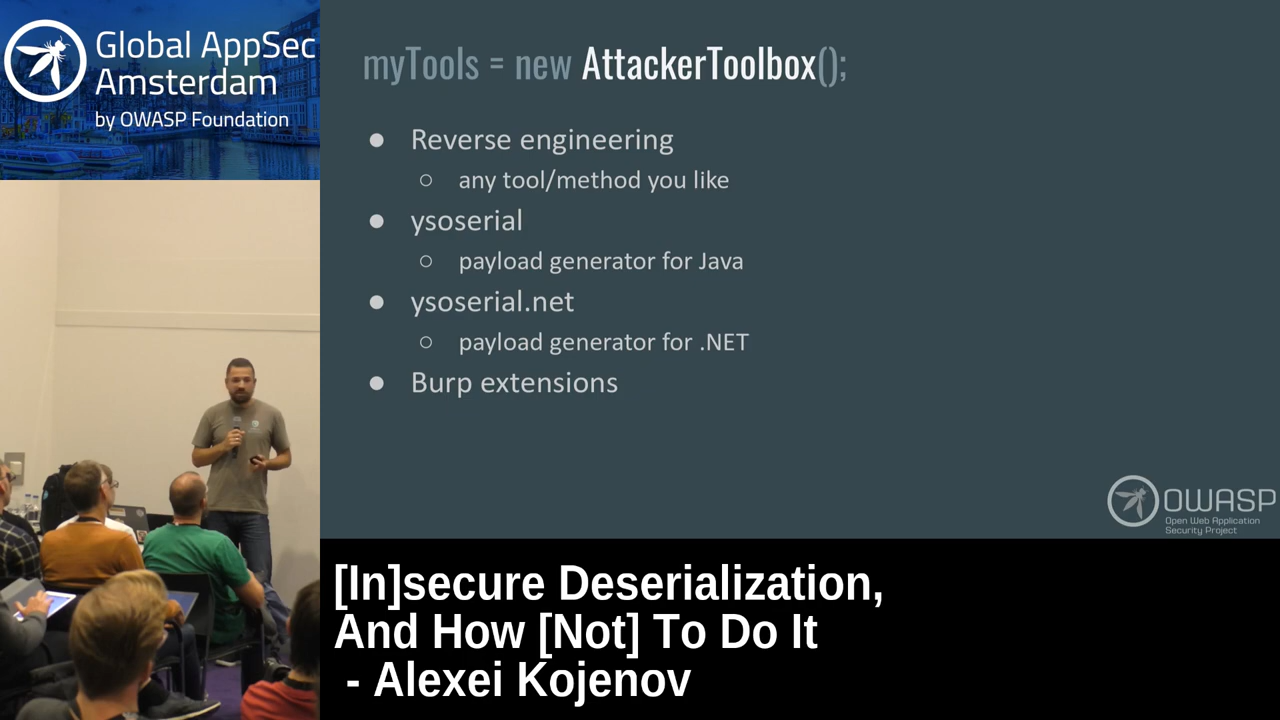 Global AppSec
Amsterdam
by OWASP Foundation
myTools = new AttackerToolbox();
● Reverse engineering
○ any tool/method you like
● ysoserial
○ payload generator for Java
● ysoserial.net
○ payload generator for .NET
● Burp extensions
OWASP
Open Web Application
Security Project
[In]secure Deserialization,
And How [Not] To Do It
- Alexei Kojenov